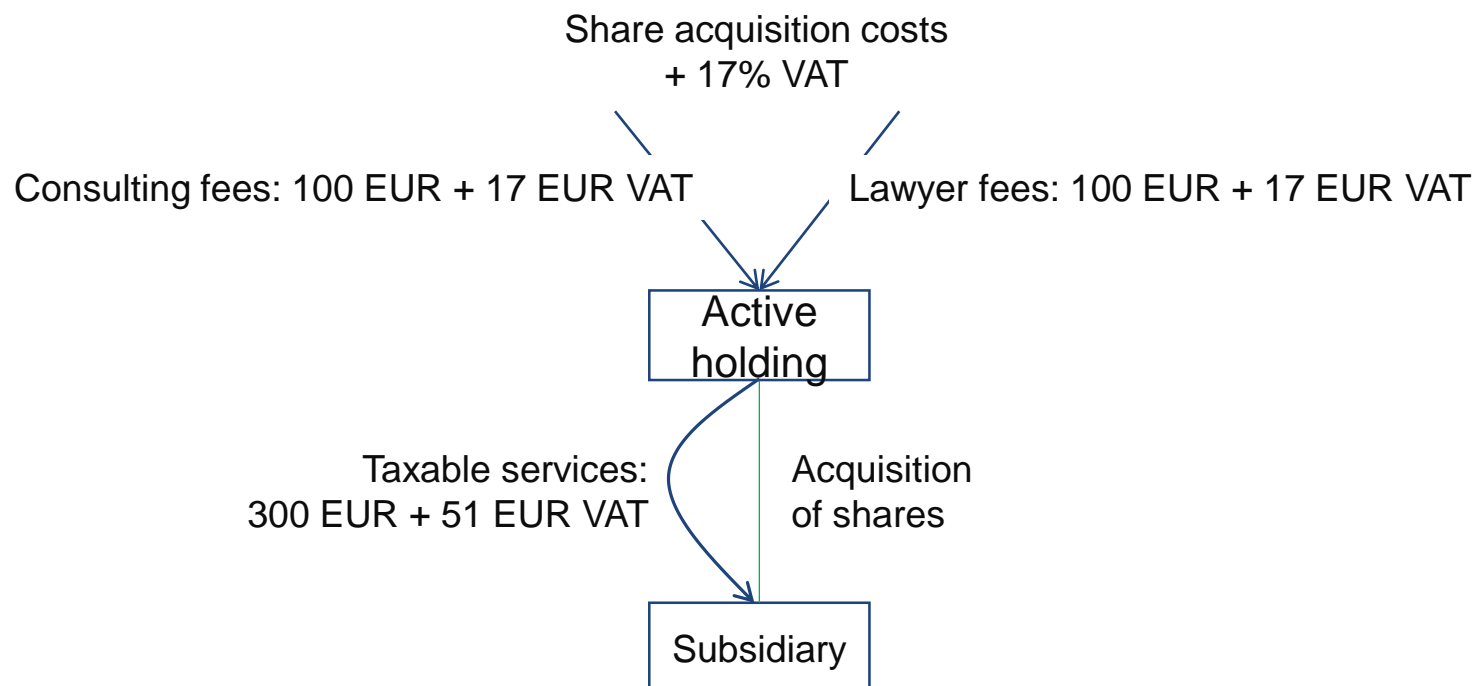 Share acquisition costs
+ 17% VAT
Consulting fees: 100 EUR + 17 EUR VAT
Lawyer fees: 100 EUR + 17 EUR VAT
Active
holding
Taxable services:
300 EUR + 51 EUR VAT
Acquisition
of shares
Subsidiary